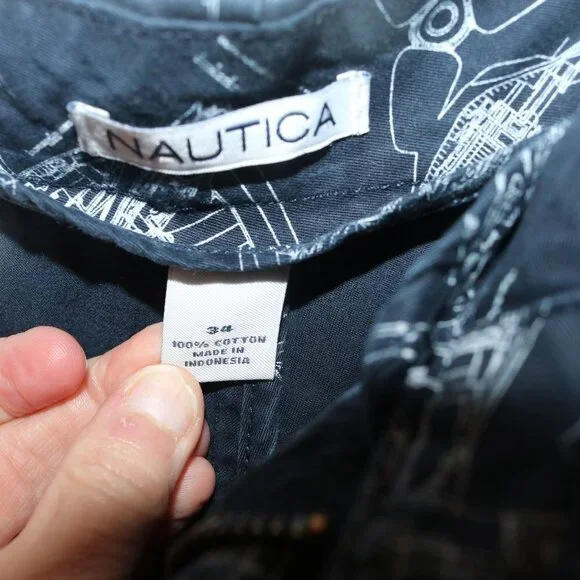 NAUTICA
34
100% COTTON
MADE IN
INDONESIA